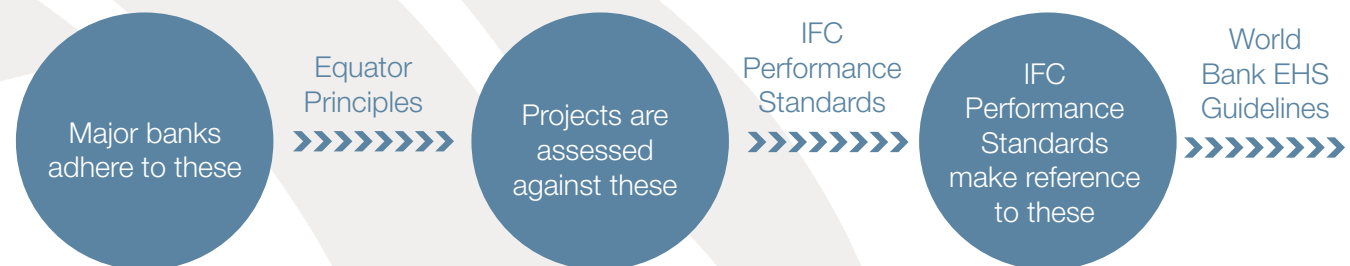 Major banks
adhere to these
Equator
Principles
Projects are
assessed
against these
IFC
Performance
Standards
IFC
Performance
Standards
make reference
to these
World
Bank EHS
Guidelines